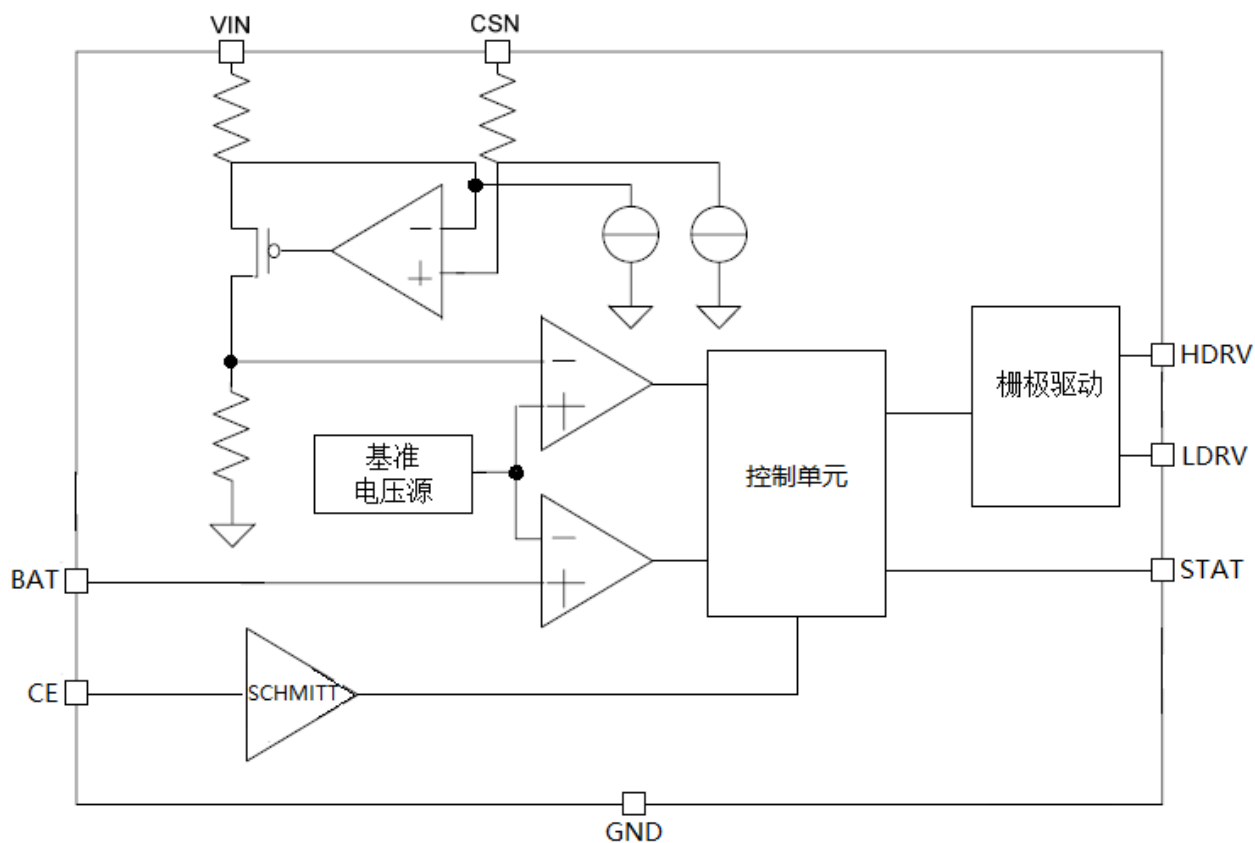 VIN
CSN
HDRV
栅极驱动
基准
电压源
控制单元
LDRV
BAT
STAT
CE
SCHMITT
GND